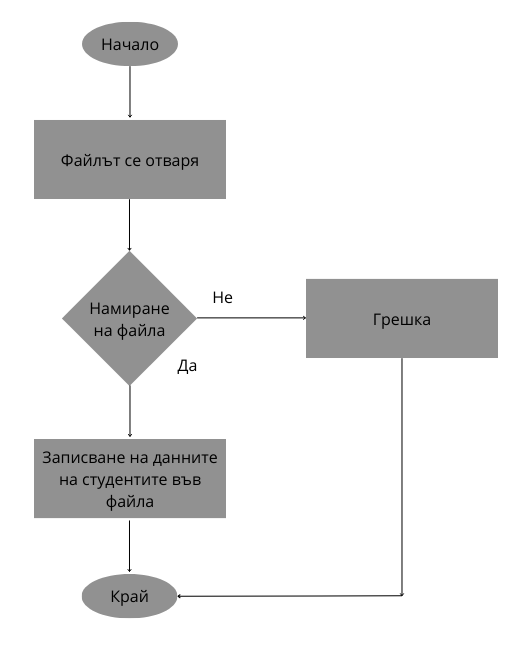 Начало
Файлът се отваря
Намиране
на файла
Не
Грешка
Да
Записване на данните
на студентите във
файла
Край